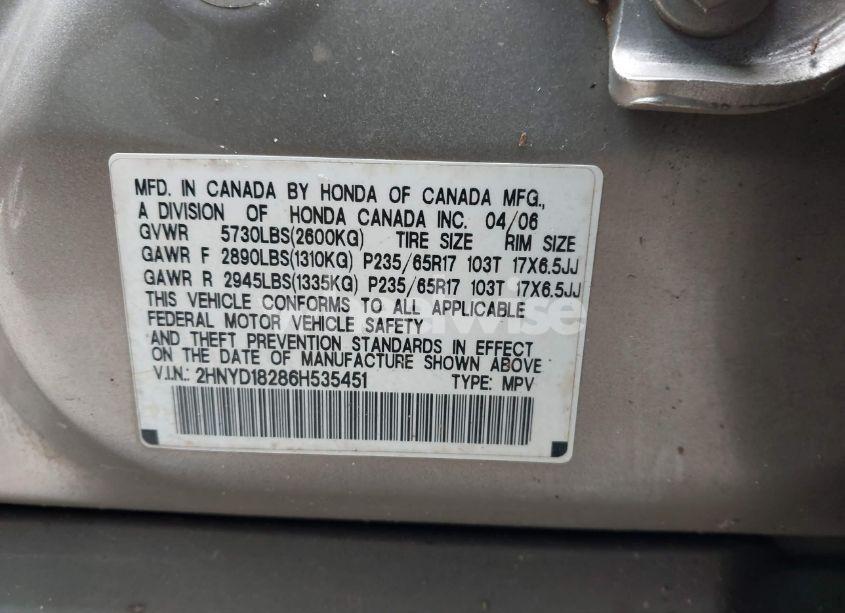 MFD. IN CANADA BY HONDA OF CANADA MFG.,
A DIVISION OF HONDA CANADA INC. 04/06
GVWR 5730LBS(2600KG) TIRE SIZE RIM SIZE
GAWR F 2890LBS(1310KG) P235/65R17 103T 17X6.5JJ
GAWR R 2945LBS(1335KG) P235/65R17 103T 17X6.5JJ
THIS VEHICLE CONFORMS TO ALL APPLICABLE
FEDERAL MOTOR VEHICLE SAFETY
AND THEFT PREVENTION STANDARDS IN EFFECT
ON THE DATE OF MANUFACTURE SHOWN ABOVE
V.I.N.: 2HNYD18286H535451 TYPE: MPV